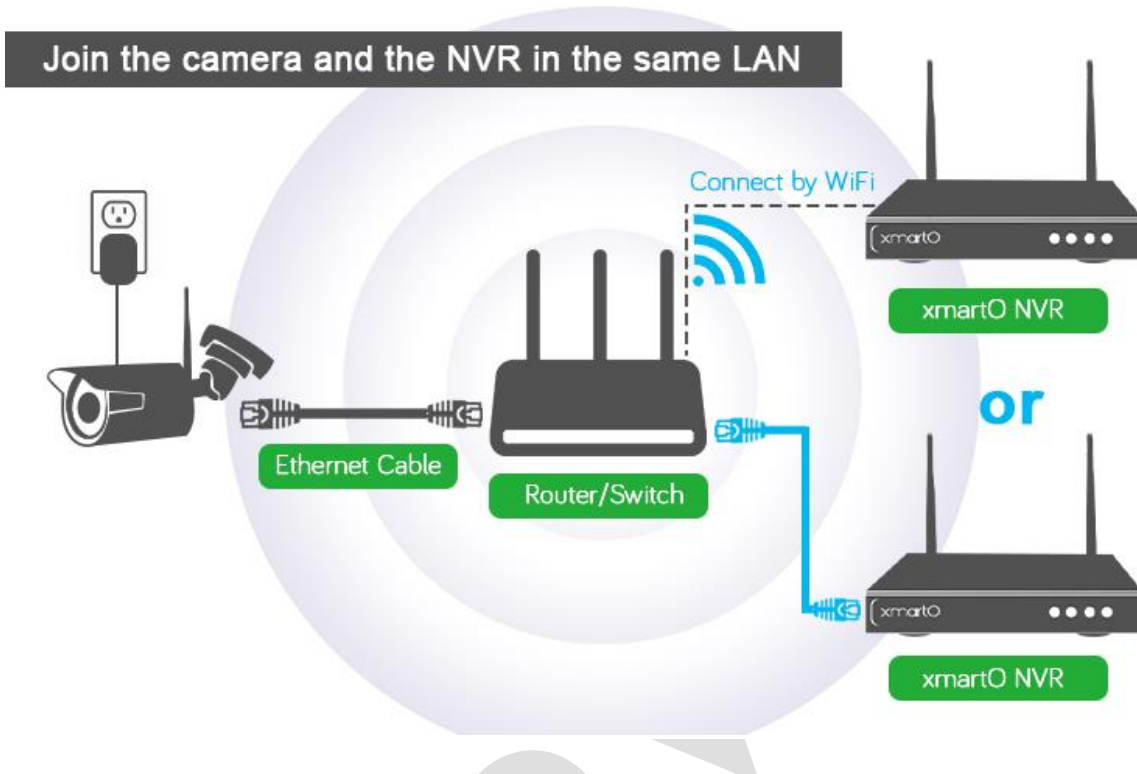 Join the camera and the NVR in the same LAN
Connect by WiFi
xmartO
xmartO NVR
or
Ethernet Cable
Router/Switch
xmartO
xmartO NVR